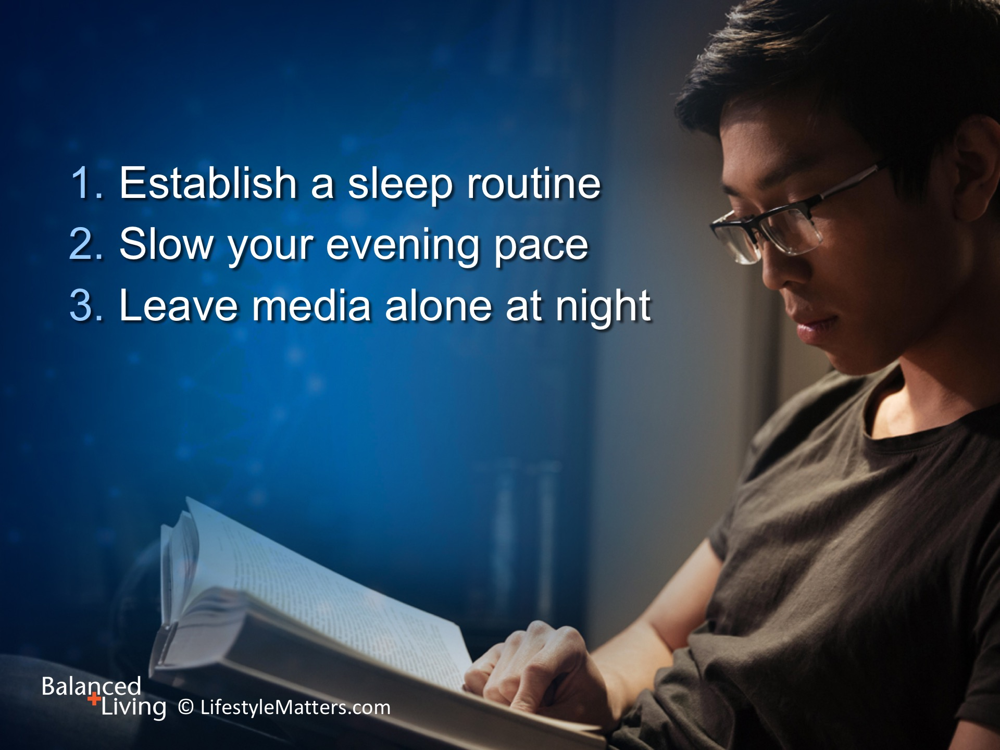 1. Establish a sleep routine
2. Slow your evening pace
3. Leave media alone at night
Balanced
+Living © LifestyleMatters.com